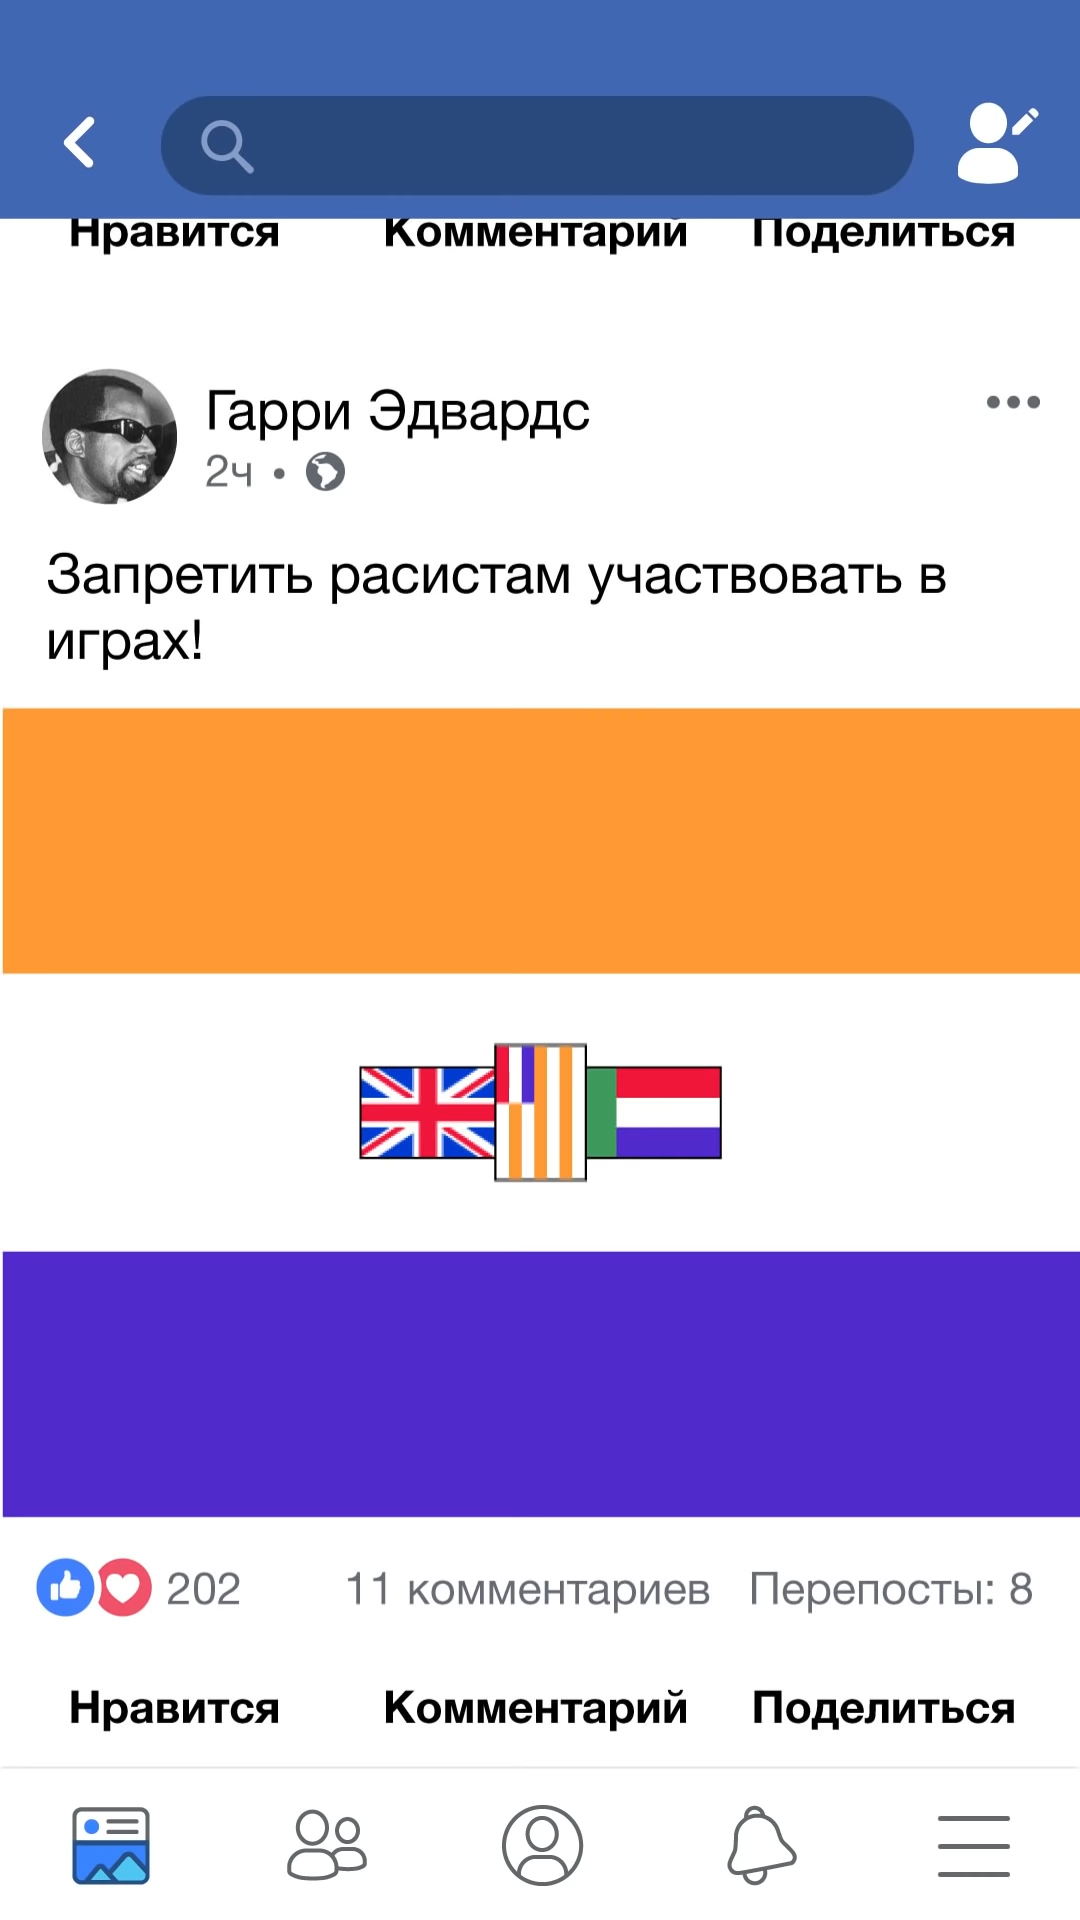 Нравится Комментарий Поделиться
Гарри Эдвардс
2ч •
Запретить расистам участвовать в
играх!
202 11 комментариев Перепосты: 8
Нравится Комментарий Поделиться